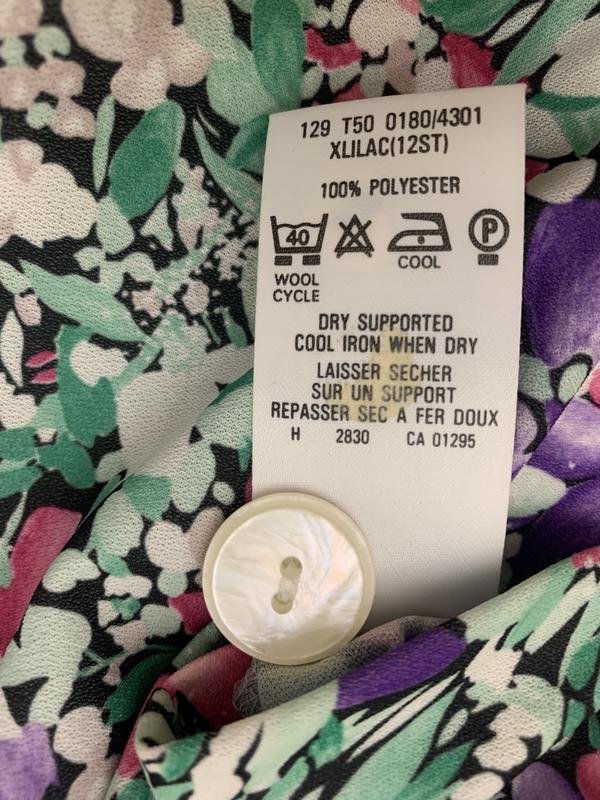 129 T50 0180/4301
XLILAC(12ST)
100% POLYESTER
40 P
COOL
WOOL
CYCLE
DRY SUPPORTED
COOL IRON WHEN DRY
LAISSER SECHER
SUR UN SUPPORT
REPASSER SEC A FER DOUX
H 2830 CA 01295